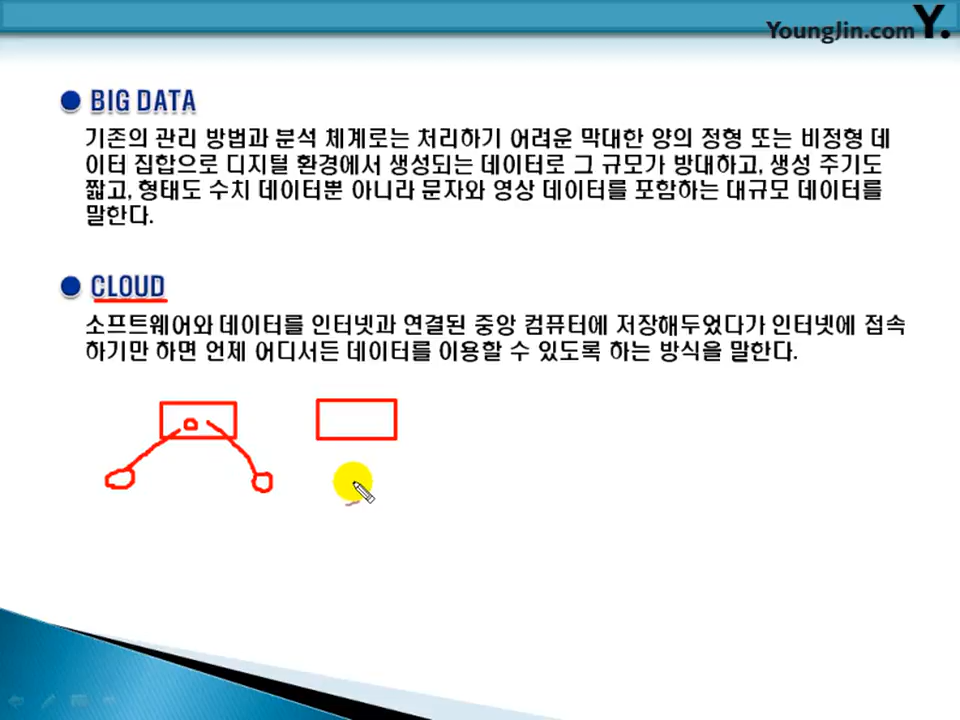 YoungJin.com Y.
BIG DATA
기존의 관리 방법과 분석 체계로는 처리하기 어려운 막대한 양의 정형 또는 비정형 데
이터 집합으로 디지털 환경에서 생성되는 데이터로 그 규모가 방대하고, 생성 주기도
짧고, 형태도 수치 데이터뿐 아니라 문자와 영상 데이터를 포함하는 대규모 데이터를
말한다.
CLOUD
소프트웨어와 데이터를 인터넷과 연결된 중앙 컴퓨터에 저장해두었다가 인터넷에 접속
하기만 하면 언제 어디서든 데이터를 이용할 수 있도록 하는 방식을 말한다.